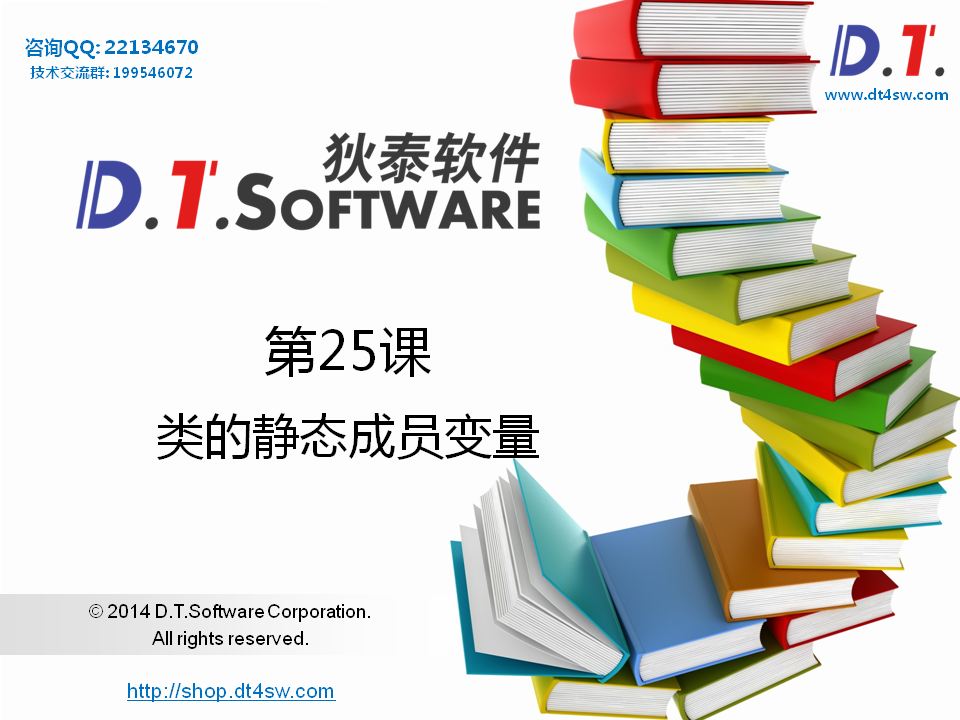 咨询QQ: 22134670
技术交流群: 199546072
D.T.
www.dt4sw.com
狄泰软件
D.T.SOFTWARE
第25课
类的静态成员变量
© 2014 D.T.Software Corporation.
All rights reserved.
http://shop.dt4sw.com